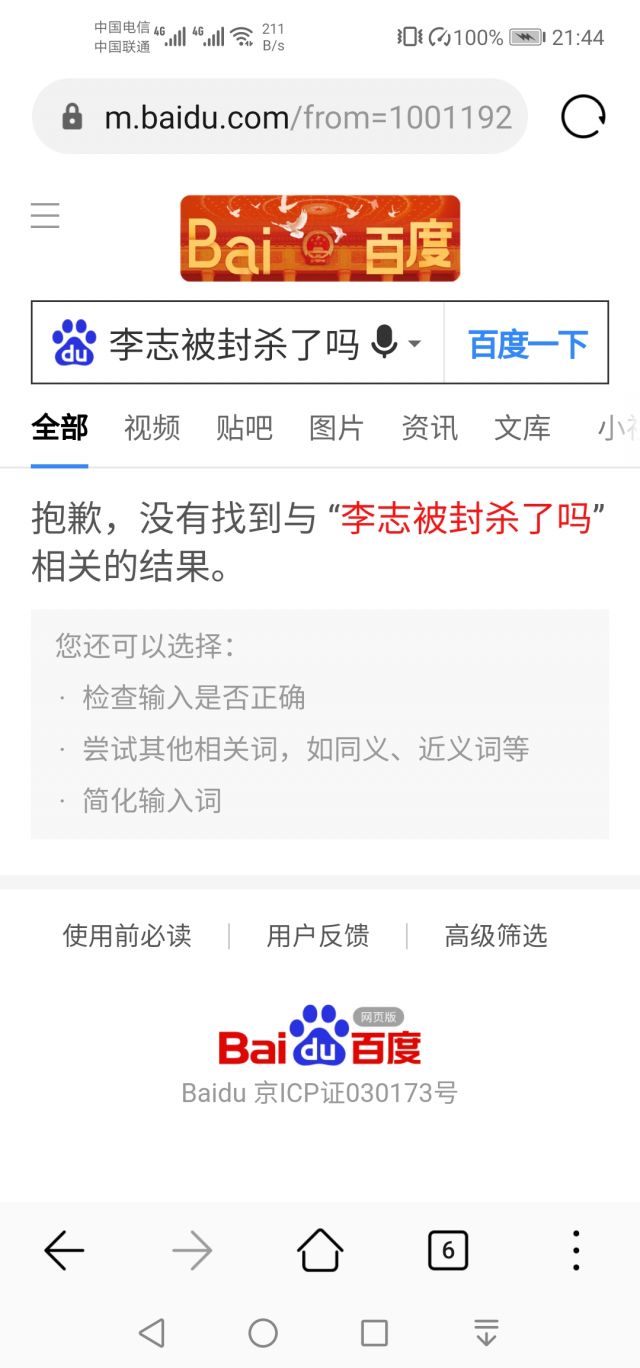 中国电信 4G 4G 211
中国联通 B/s 100% 21:44
m.baidu.com/from=1001192
Bai 百度
du 李志被封杀了吗 百度一下
全部 视频 贴吧 图片 资讯 文库 小
抱歉，没有找到与 “李志被封杀了吗”
相关的结果。
您还可以选择：
· 检查输入是否正确
· 尝试其他相关词，如同义、近义词等
· 简化输入词
使用前必读 | 用户反馈 | 高级筛选
网页版
Bai du 百度
Baidu 京ICP证030173号
6